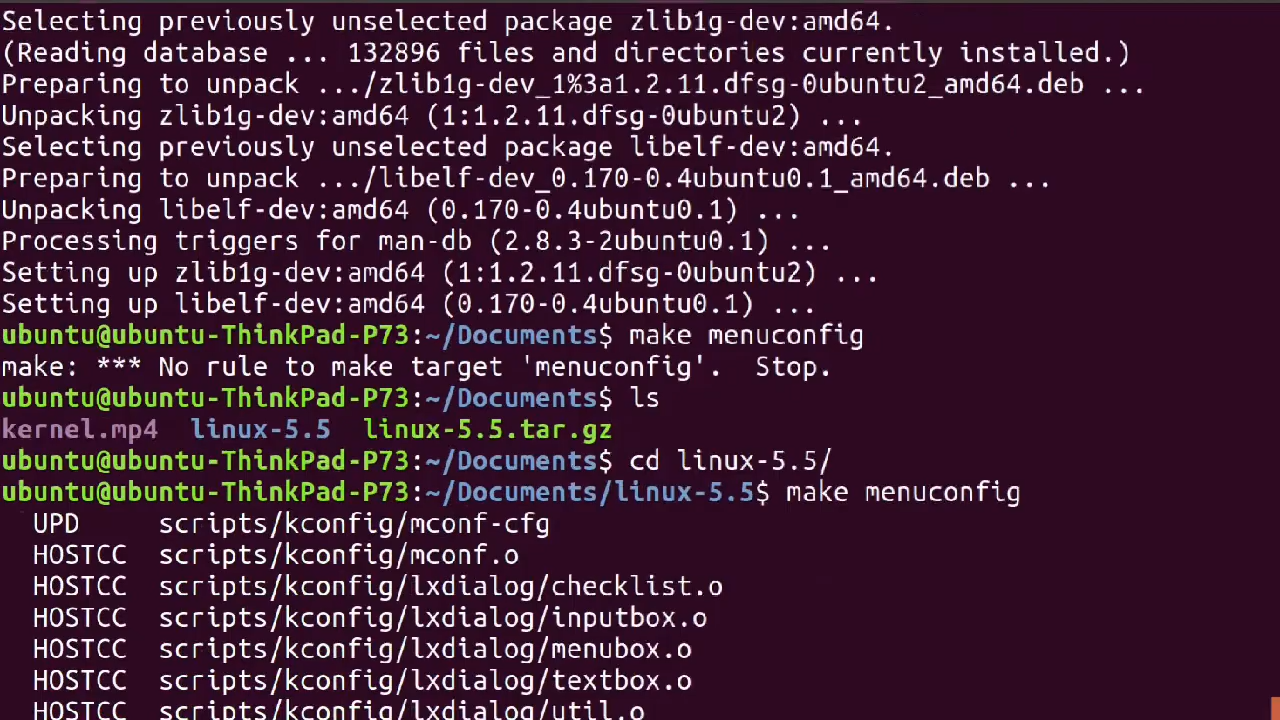 Selecting previously unselected package zlib1g-dev:amd64.
(Reading database ... 132896 files and directories currently installed.)
Preparing to unpack .../zlib1g-dev_1%3a1.2.11.dfsg-0ubuntu2_amd64.deb ...
Unpacking zlib1g-dev:amd64 (1:1.2.11.dfsg-0ubuntu2) ...
Selecting previously unselected package libelf-dev:amd64.
Preparing to unpack .../libelf-dev_0.170-0.4ubuntu0.1_amd64.deb ...
Unpacking libelf-dev:amd64 (0.170-0.4ubuntu0.1) ...
Processing triggers for man-db (2.8.3-2ubuntu0.1) ...
Setting up zlib1g-dev:amd64 (1:1.2.11.dfsg-0ubuntu2) ...
Setting up libelf-dev:amd64 (0.170-0.4ubuntu0.1) ...
ubuntu@ubuntu-ThinkPad-P73:~/Documents$ make menuconfig
make: *** No rule to make target 'menuconfig'.  Stop.
ubuntu@ubuntu-ThinkPad-P73:~/Documents$ ls
kernel.mp4  linux-5.5  linux-5.5.tar.gz
ubuntu@ubuntu-ThinkPad-P73:~/Documents$ cd linux-5.5/
ubuntu@ubuntu-ThinkPad-P73:~/Documents/linux-5.5$ make menuconfig
  UPD     scripts/kconfig/mconf-cfg
  HOSTCC  scripts/kconfig/mconf.o
  HOSTCC  scripts/kconfig/lxdialog/checklist.o
  HOSTCC  scripts/kconfig/lxdialog/inputbox.o
  HOSTCC  scripts/kconfig/lxdialog/menubox.o
  HOSTCC  scripts/kconfig/lxdialog/textbox.o
  HOSTCC  scripts/kconfig/lxdialog/util.o